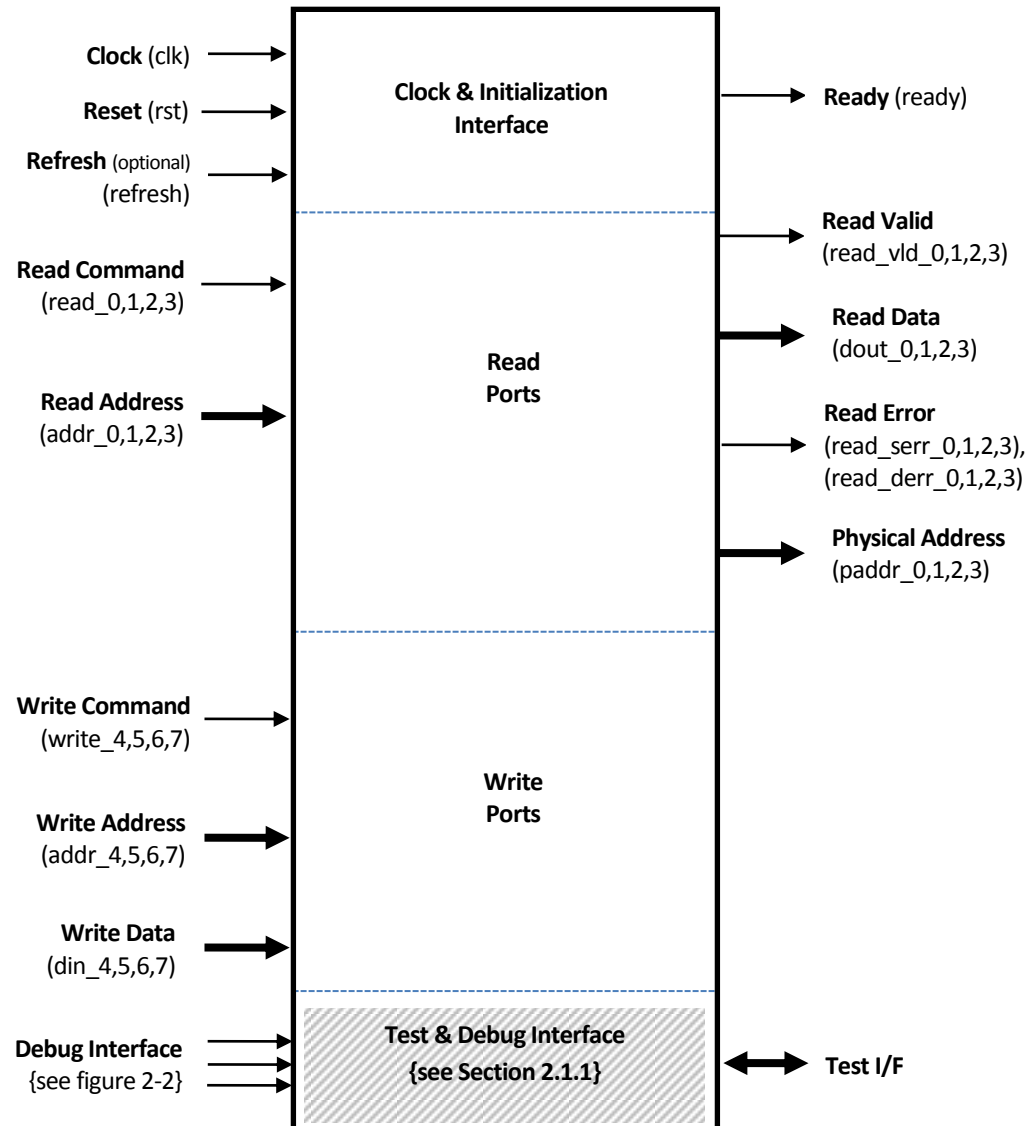 Clock (clk)
Reset (rst)
Refresh (optional)
(refresh)
Clock & Initialization
Interface
Ready (ready)
Read Command
(read_0,1,2,3)
Read Address
(addr_0,1,2,3)
Read
Ports
Read Valid
(read_vld_0,1,2,3)
Read Data
(dout_0,1,2,3)
Read Error
(read_serr_0,1,2,3),
(read_derr_0,1,2,3)
Physical Address
(paddr_0,1,2,3)
Write Command
(write_4,5,6,7)
Write Address
(addr_4,5,6,7)
Write Data
(din_4,5,6,7)
Write
Ports
Debug Interface
{see figure 2-2}
Test & Debug Interface
{see Section 2.1.1}
Test I/F